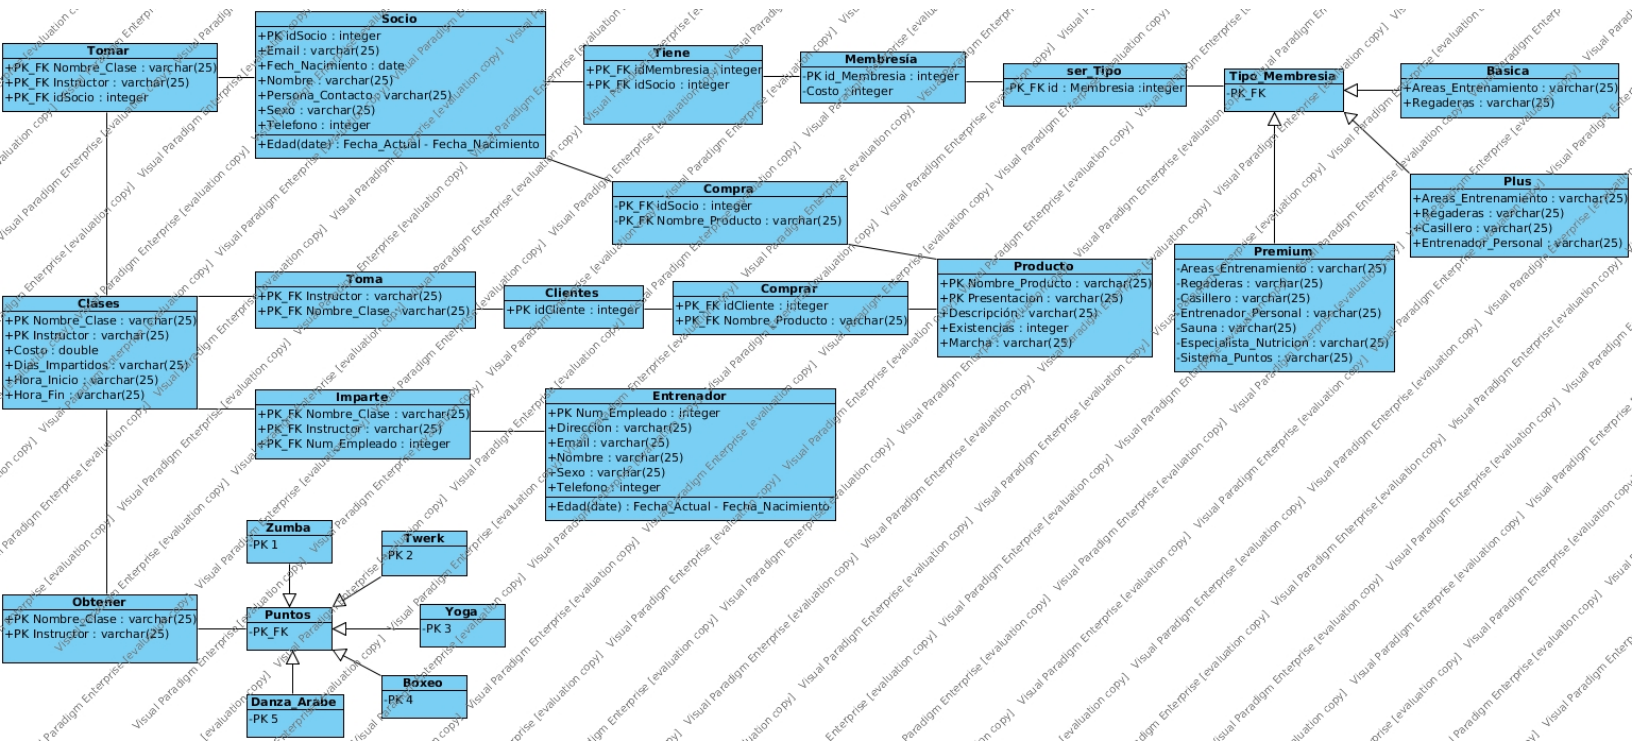 Tomar
+PK_FK Nombre_Clase : varchar(25)
+PK_FK Instructor : varchar(25)
+PK_FK idSocio : integer
Socio
+PK idSocio : integer
+Email : varchar(25)
+Fech_Nacimiento : date
+Nombre : varchar(25)
+Persona_Contacto : varchar(25)
+Sexo : varchar(25)
+Telefono : integer
+Edad(date) : Fecha_Actual - Fecha_Nacimiento
Tiene
+PK_FK idMembresia : integer
+PK_FK idSocio : integer
Membresía
-PK id_Membresia : integer
-Costo : integer
ser_Tipo
-PK_FK id : Membresia :integer
Tipo_Membresia
-PK_FK
Basica
+Areas_Entrenamiento : varchar(25)
+Regaderas : varchar(25)
Compra
-PK_FK idSocio : integer
-PK_FK Nombre_Producto : varchar(25)
Plus
+Areas_Entrenamiento : varchar(25)
+Regaderas : varchar(25)
+Casillero : varchar(25)
+Entrenador_Personal : varchar(25)
Premium
-Areas_Entrenamiento : varchar(25)
-Regaderas : varchar(25)
-Casillero : varchar(25)
-Entrenador_Personal : varchar(25)
-Sauna : varchar(25)
-Especialista_Nutricion : varchar(25)
-Sistema_Puntos : varchar(25)
Producto
+PK Nombre_Producto : varchar(25)
+PK Presentacion : varchar(25)
+Descripción : varchar(25)
+Existencias : integer
+Marcha : varchar(25)
Toma
+PK_FK Instructor : varchar(25)
+PK_FK Nombre_Clase : varchar(25)
Clientes
+PK idCliente : integer
Comprar
+PK_FK idCliente : integer
+PK_FK Nombre_Producto : varchar(25)
Clases
+PK Nombre_Clase : varchar(25)
+PK Instructor : varchar(25)
+Costo : double
+Dias_Impartidos : varchar(25)
+Hora_Inicio : varchar(25)
+Hora_Fin : varchar(25)
Imparte
+PK_FK Nombre_Clase : varchar(25)
+PK_FK Instructor : varchar(25)
+PK_FK Num_Empleado : integer
Entrenador
+PK Num_Empleado : integer
+Direccion : varchar(25)
+Email : varchar(25)
+Nombre : varchar(25)
+Sexo : varchar(25)
+Telefono : integer
+Edad(date) : Fecha_Actual - Fecha_Nacimiento
Zumba
-PK 1
Twerk
-PK 2
Obtener
+PK Nombre_Clase : varchar(25)
+PK Instructor : varchar(25)
Puntos
-PK_FK
Yoga
-PK 3
Boxeo
-PK 4
Danza_Arabe
-PK 5
Visual Paradigm Enterprise [evaluation copy]